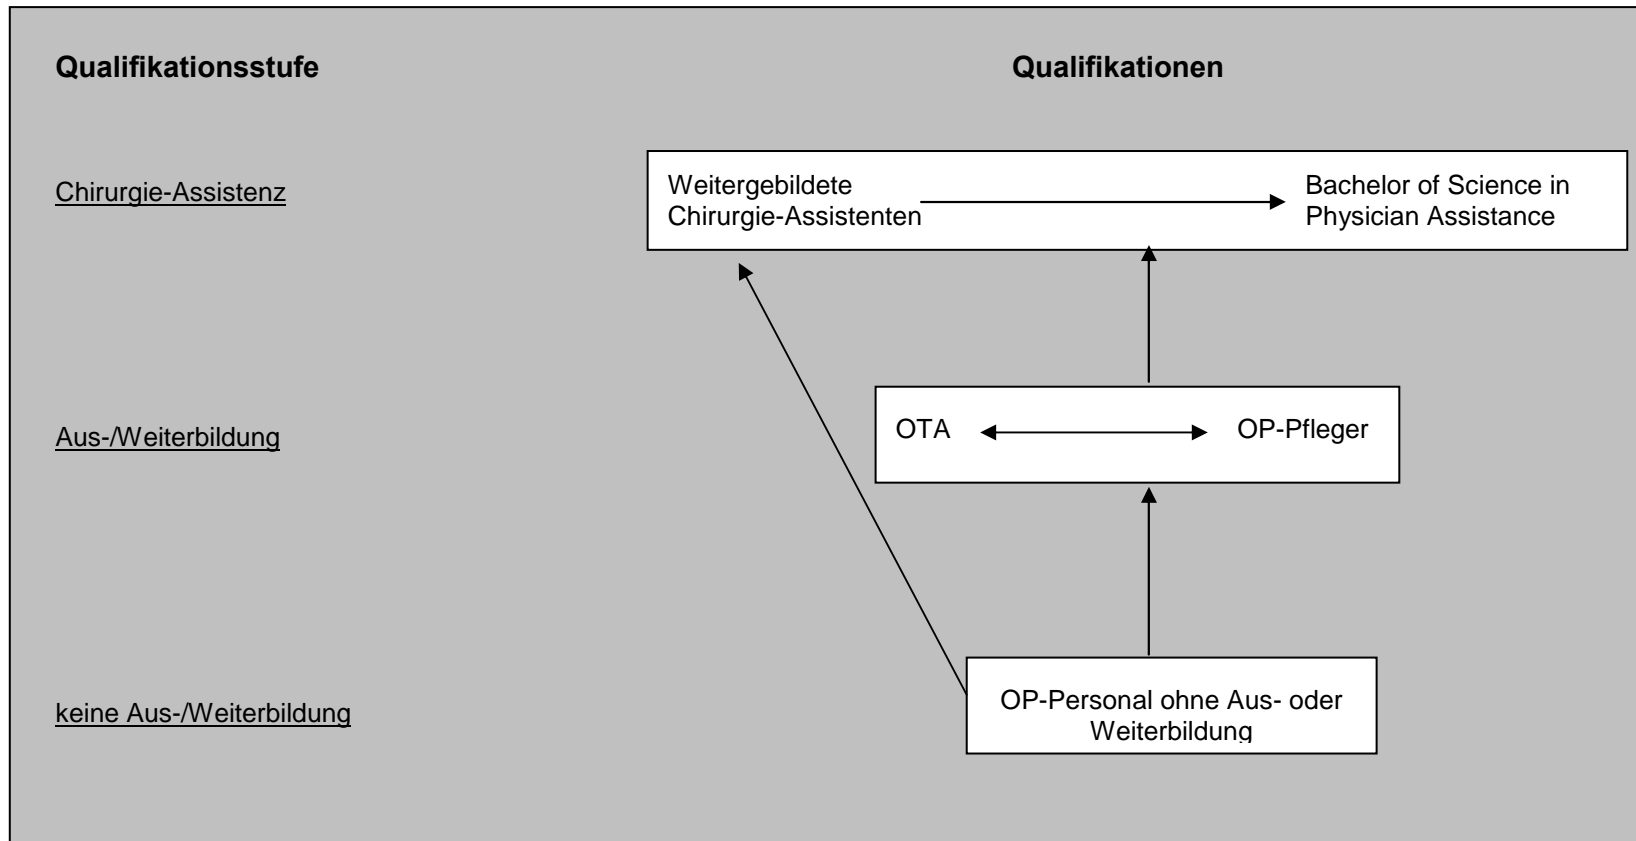 Qualifikationsstufe
Qualifikationen
Chirurgie-Assistenz
Weitergebildete
Chirurgie-Assistenten
Bachelor of Science in
Physician Assistance
Aus-/Weiterbildung
OTA
OP-Pfleger
keine Aus-/Weiterbildung
OP-Personal ohne Aus- oder
Weiterbildung